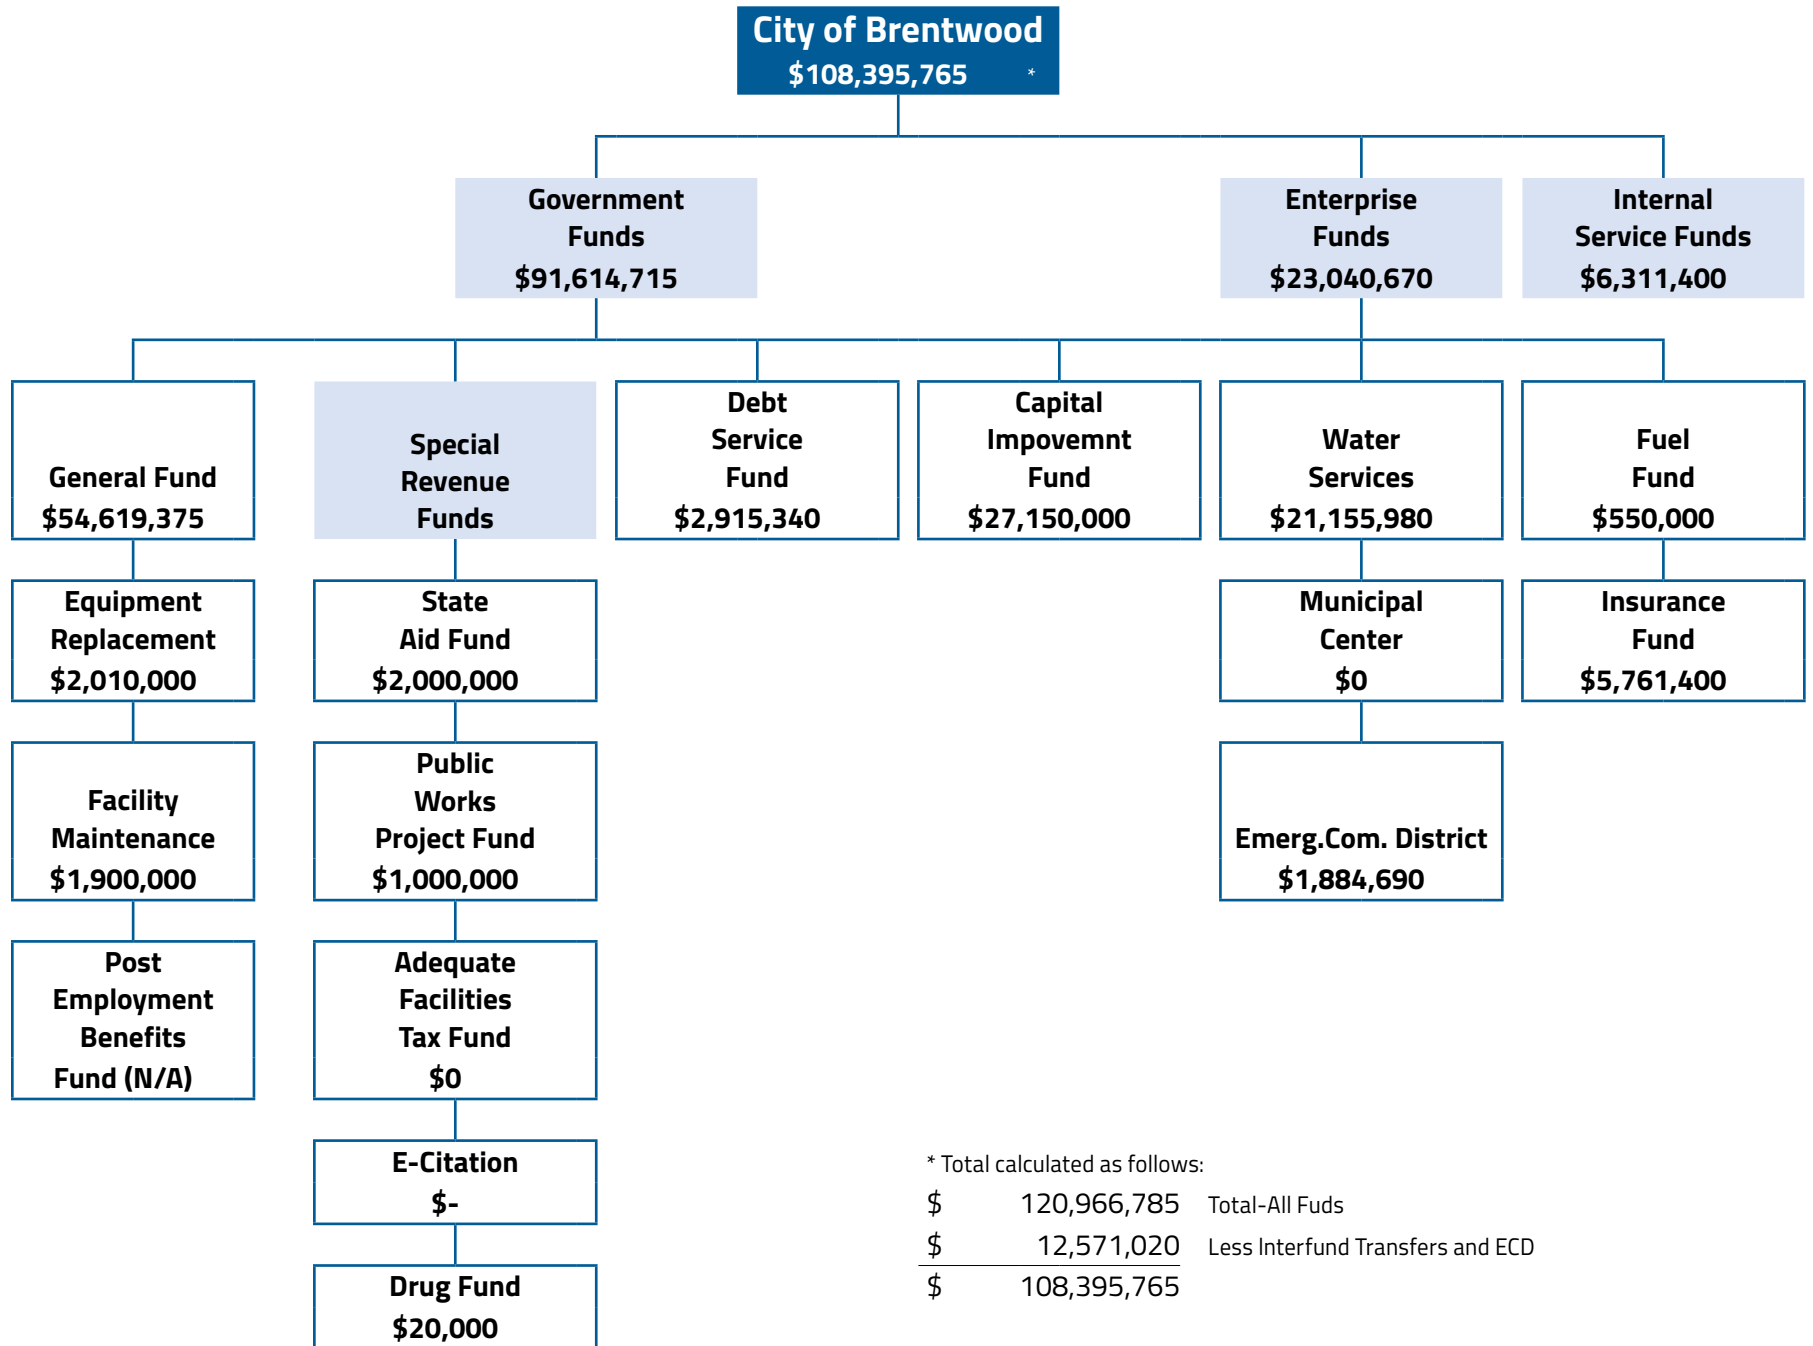 City of Brentwood
$108,395,765 *
Government
Funds
$91,614,715
Enterprise
Funds
$23,040,670
Internal
Service Funds
$6,311,400
General Fund
$54,619,375
Special
Revenue
Funds
Debt
Service
Fund
$2,915,340
Capital
Impovemnt
Fund
$27,150,000
Water
Services
$21,155,980
Fuel
Fund
$550,000
Equipment
Replacement
$2,010,000
State
Aid Fund
$2,000,000
Municipal
Center
$0
Insurance
Fund
$5,761,400
Facility
Maintenance
$1,900,000
Public
Works
Project Fund
$1,000,000
Emerg.Com. District
$1,884,690
Post
Employment
Benefits
Fund (N/A)
Adequate
Facilities
Tax Fund
$0
E-Citation
$-
Drug Fund
$20,000
* Total calculated as follows:
$ 120,966,785 Total-All Fuds
$ 12,571,020 Less Interfund Transfers and ECD
$ 108,395,765